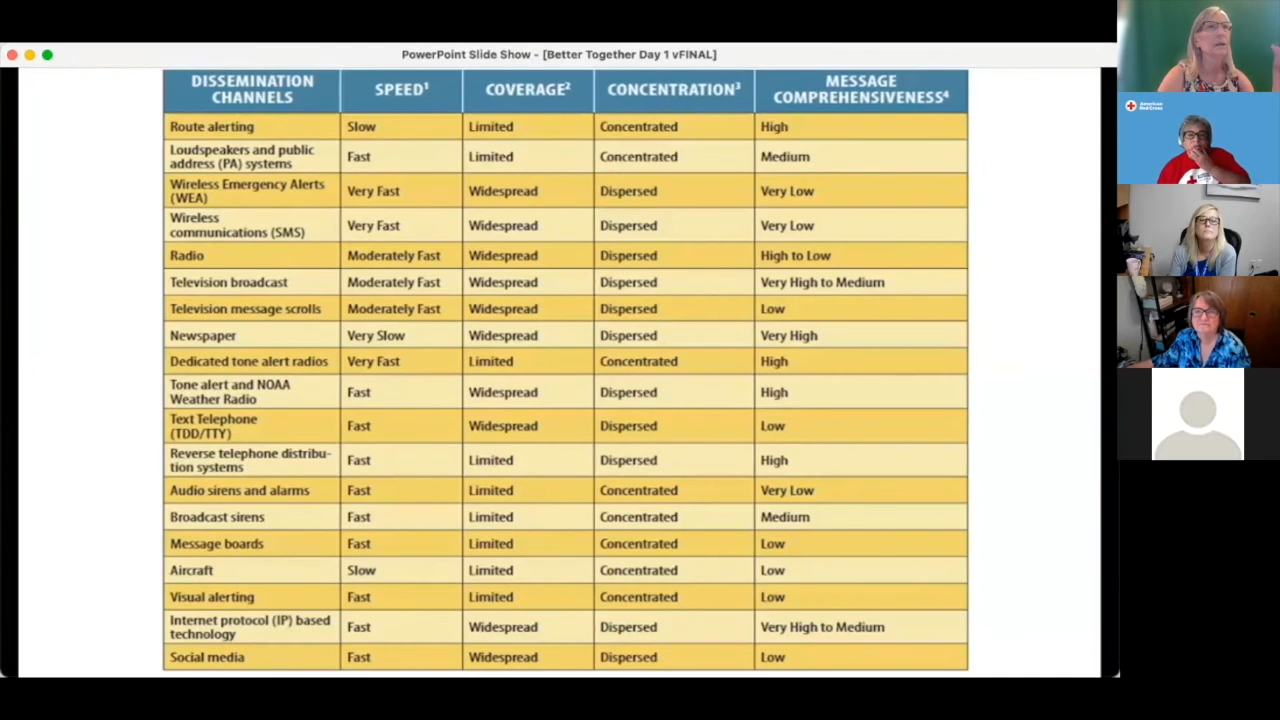 PowerPoint Slide Show - [Better Together Day 1 vFINAL]
DISSEMINATION
CHANNELS
SPEED¹
COVERAGE²
CONCENTRATION³
MESSAGE
COMPREHENSIVENESS⁴
Route alerting Slow Limited Concentrated High
Loudspeakers and public
address (PA) systems Fast Limited Concentrated Medium
Wireless Emergency Alerts
(WEA) Very Fast Widespread Dispersed Very Low
Wireless
communications (SMS) Very Fast Widespread Dispersed Very Low
Radio Moderately Fast Widespread Dispersed High to Low
Television broadcast Moderately Fast Widespread Dispersed Very High to Medium
Television message scrolls Moderately Fast Widespread Dispersed Low
Newspaper Very Slow Widespread Dispersed Very High
Dedicated tone alert radios Very Fast Limited Concentrated High
Tone alert and NOAA
Weather Radio Fast Widespread Dispersed High
Text Telephone
(TDD/TTY) Fast Widespread Dispersed Low
Reverse telephone distribu-
tion systems Fast Limited Dispersed High
Audio sirens and alarms Fast Limited Concentrated Very Low
Broadcast sirens Fast Limited Concentrated Medium
Message boards Fast Limited Concentrated Low
Aircraft Slow Limited Concentrated Low
Visual alerting Fast Limited Concentrated Low
Internet protocol (IP) based
technology Fast Widespread Dispersed Very High to Medium
Social media Fast Widespread Dispersed Low
American
Red Cross